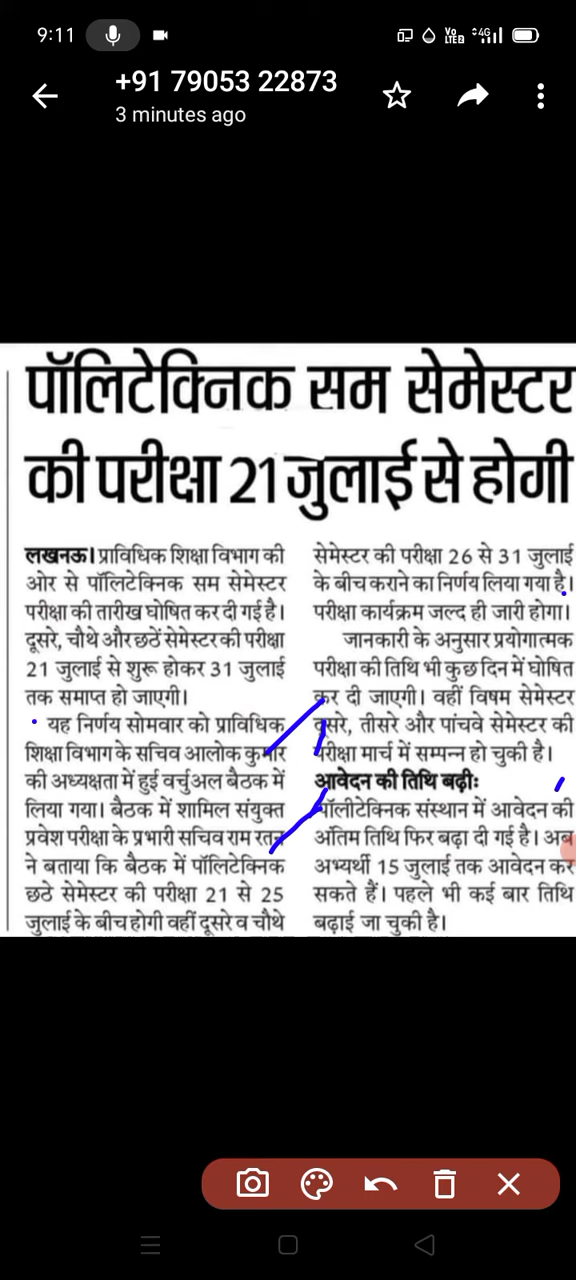 9:11
Vo
LTE2
4G
+91 79053 22873
3 minutes ago
पॉलिटेक्निक सम सेमेस्टर
की परीक्षा 21 जुलाई से होगी
लखनऊ। प्राविधिक शिक्षा विभाग की
ओर से पॉलिटेक्निक सम सेमेस्टर
परीक्षा की तारीख घोषित कर दी गई है।
दूसरे, चौथे और छठें सेमेस्टर की परीक्षा
21 जुलाई से शुरू होकर 31 जुलाई
तक समाप्त हो जाएगी।
यह निर्णय सोमवार को प्राविधिक
शिक्षा विभाग के सचिव आलोक कुमार
की अध्यक्षता में हुई वर्चुअल बैठक में
लिया गया। बैठक में शामिल संयुक्त
प्रवेश परीक्षा के प्रभारी सचिव राम रतन
ने बताया कि बैठक में पॉलिटेक्निक
छठे सेमेस्टर की परीक्षा 21 से 25
जुलाई के बीच होगी वहीं दूसरे व चौथे
सेमेस्टर की परीक्षा 26 से 31 जुलाई
के बीच कराने का निर्णय लिया गया है।
परीक्षा कार्यक्रम जल्द ही जारी होगा।
जानकारी के अनुसार प्रयोगात्मक
परीक्षा की तिथि भी कुछ दिन में घोषित
कर दी जाएगी। वहीं विषम सेमेस्टर
दूसरे, तीसरे और पांचवे सेमेस्टर की
परीक्षा मार्च में सम्पन्न हो चुकी है।
आवेदन की तिथि बढ़ीः
पॉलीटेक्निक संस्थान में आवेदन की
अंतिम तिथि फिर बढ़ा दी गई है। अब
अभ्यर्थी 15 जुलाई तक आवेदन कर
सकते हैं। पहले भी कई बार तिथि
बढ़ाई जा चुकी है।